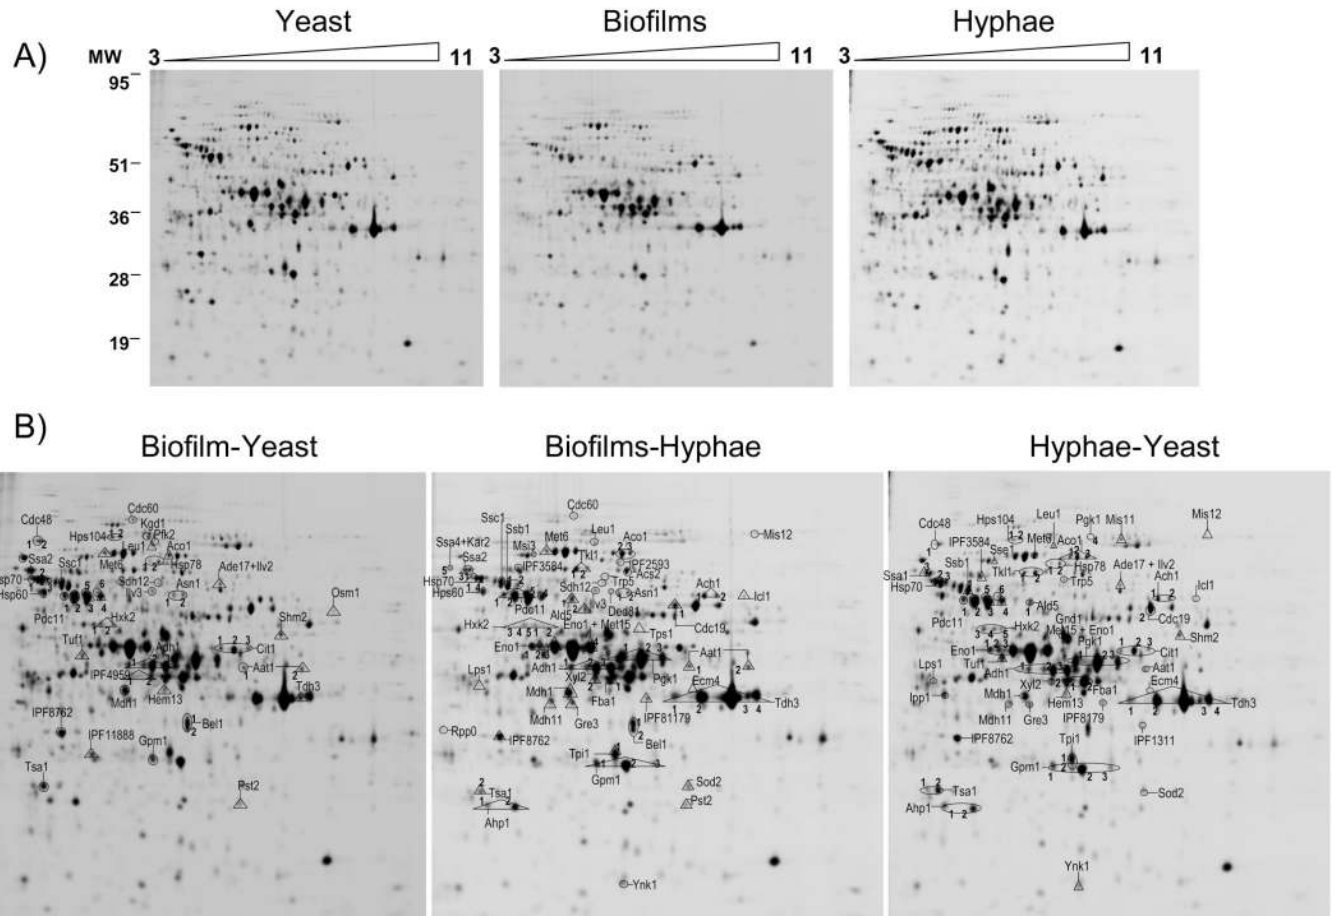 Yeast Biofilms Hyphae
A) MW 3 11 3 11 3 11
95
51
36
28
19
B)
Biofilm-Yeast Biofilms-Hyphae Hyphae-Yeast
Cdc60
Cdc48
Kgd1
Hps104
1 2
Pfk2
Leu1
Aco1
Ssa2
Ssc1
Met6
Hsp78
Hsp60
Sdh12
Asn1
Ade17+Ilv2
Ilv3
Osm1
Pdc11
Hxk2
Shm2
Tuf1
Adh1
Cit1
IPF4959
Aat1
Mdh1
Hem13
Tdh3
IPF8762
Bel1
IPF11888
Gpm1
Tsa1
Pst2
Cdc60
Ssc1
Ssb1
Leu1
Mis12
Ssa4+Kar2
Msi3
Met6
Aco1
Ssa2
IPF3584
Tkl1
IPF2593
Hsp70
Trp5
Acs2
Hsp60
Sdh12
Asn1
Ach1
Icl1
Pdc11
Ald5
Ilv3
Ded81
Hxk2
Eno1 + Met15
Tps1
Cdc19
Eno1
Aat1
Lps1
Adh1
Xyl2
Pgk1
Ecm4
Mdh1
Fba1
Tdh3
Mdh11
Gre3
IPF81179
Rpp0
IPF8762
Bel1
Tpi1
Gpm1
Sod2
Tsa1
Pst2
Ahp1
Ynk1
Cdc48
Hps104
Leu1
Pgk1
Mis11
Mis12
IPF3584
Sse1
Ssb1
Hsp78
Ssa1
Tkl1
Trp5
Ade17 + Ilv2
Hsp70
Ach1
Icl1
Ald5
Pdc11
Hxk2
Gnd1
Cdc19
Met15 + Eno1
Shm2
Eno1
Pgk1
Cit1
Lps1
Tuf1
Adh1
Aat1
Ipp1
Xyl2
Ecm4
Mdh1
Hem13
Fba1
Tdh3
Mdh11
Gre3
IPF8762
IPF8179
IPF1311
Tpi1
Gpm1
Tsa1
Sod2
Ahp1
Ynk1